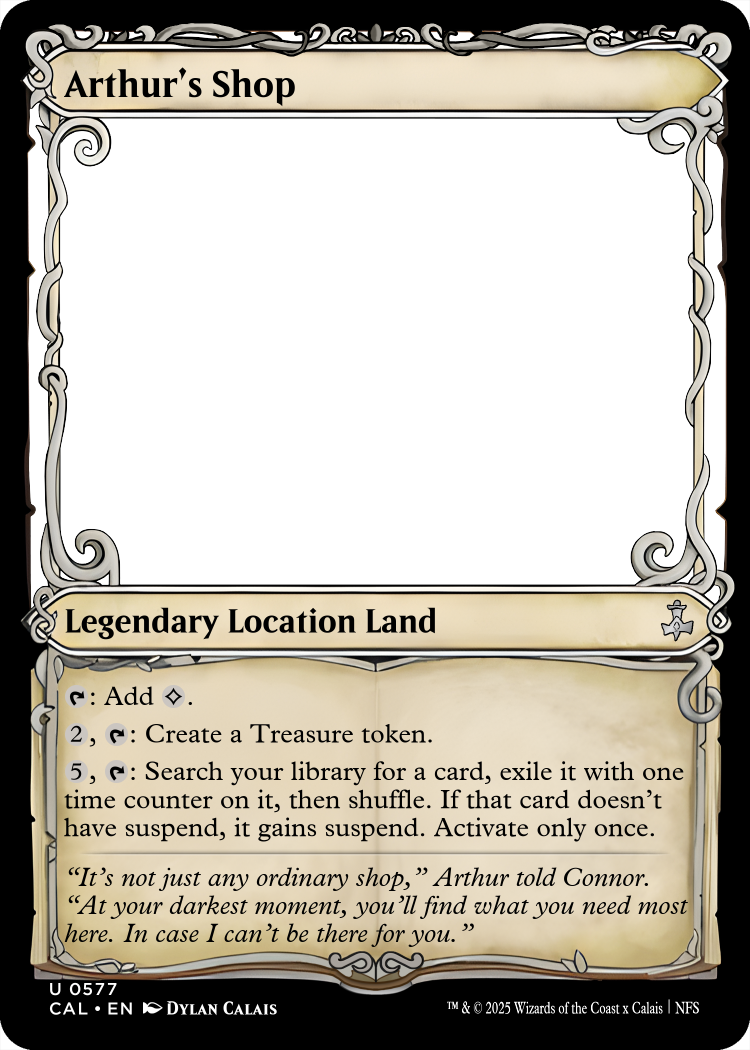 Arthur's Shop
Legendary Location Land
: Add .
2, : Create a Treasure token.
5, : Search your library for a card, exile it with one
time counter on it, then shuffle. If that card doesn't
have suspend, it gains suspend. Activate only once.
“It's not just any ordinary shop,” Arthur told Connor.
“At your darkest moment, you'll find what you need most
here. In case I can't be there for you.”
U 0577
CAL • EN Dylan Calais
™ & © 2025 Wizards of the Coast x Calais | NFS